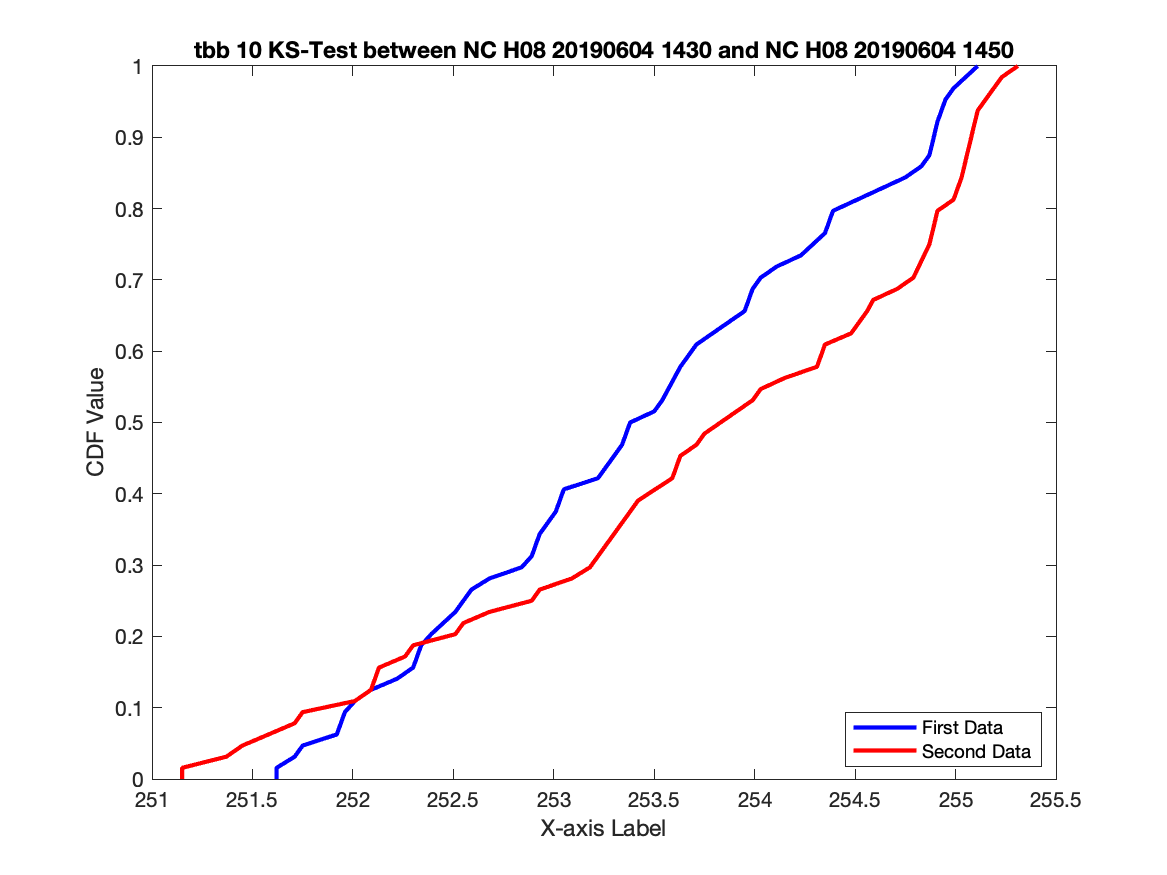 tbb 10 KS-Test between NC H08 20190604 1430 and NC H08 20190604 1450
1
0.9
0.8
0.7
0.6
0.5
0.4
0.3
0.2
0.1
0
CDF Value
First Data
Second Data
251 251.5 252 252.5 253 253.5 254 254.5 255 255.5
X-axis Label